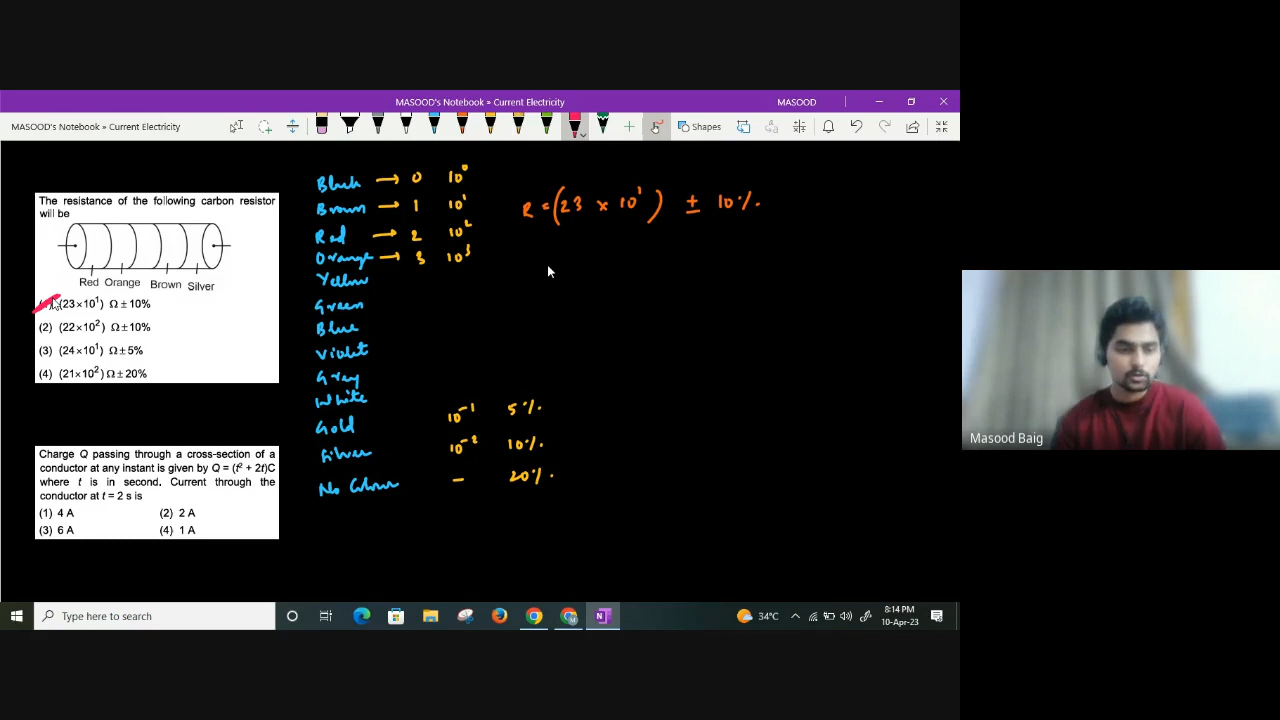 MASOOD's Notebook » Current Electricity
MASOOD
MASOOD's Notebook » Current Electricity
Shapes
The resistance of the following carbon resistor
will be
Red Orange Brown Silver
(23×10¹) Ω ± 10%
(2) (22×10²) Ω ± 10%
(3) (24×10¹) Ω ± 5%
(4) (21×10²) Ω ± 20%
Charge Q passing through a cross-section of a
conductor at any instant is given by Q = (t² + 2t)C
where t is in second. Current through the
conductor at t = 2 s is
(1) 4 A (2) 2 A
(3) 6 A (4) 1 A
Black → 0 10⁰
Brown → 1 10¹
Red → 2 10²
Orange → 3 10³
Yellow
Green
Blue
Violet
Gray
White
Gold 10⁻¹ 5%.
Silver 10⁻² 10%.
No Colour – 20%.
R = (23 × 10¹) ± 10%.
Masood Baig
Type here to search
34°C
8:14 PM
10-Apr-23